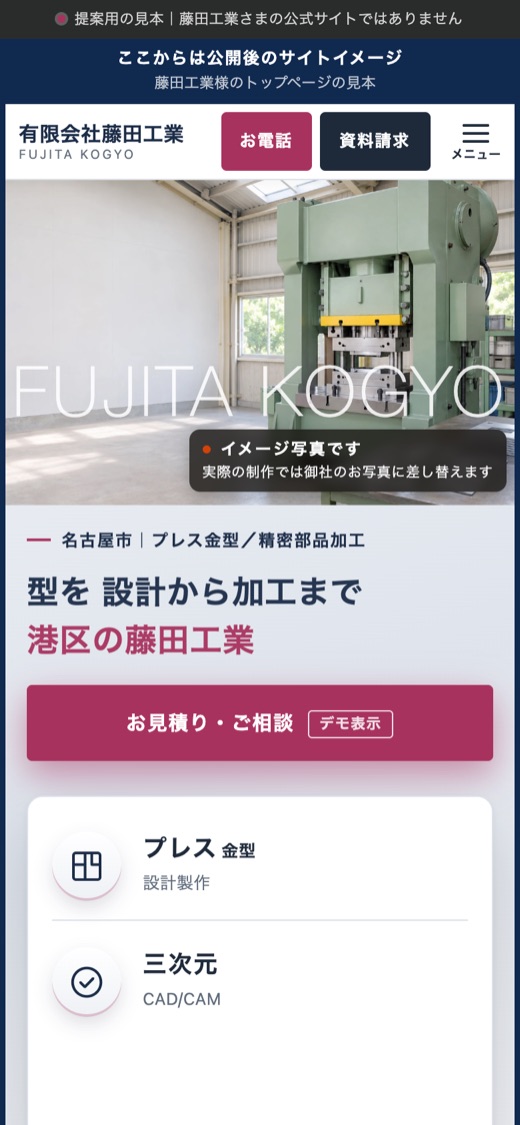 提案用の見本｜藤田工業さまの公式サイトではありません
ここからは公開後のサイトイメージ
藤田工業様のトップページの見本
有限会社藤田工業
FUJITA KOGYO
お電話
資料請求
メニュー
FUJITA KOGYO
イメージ写真です
実際の制作では御社のお写真に差し替えます
名古屋市｜プレス金型／精密部品加工
型を 設計から加工まで
港区の藤田工業
お見積り・ご相談 デモ表示
プレス 金型
設計製作
三次元
CAD/CAM